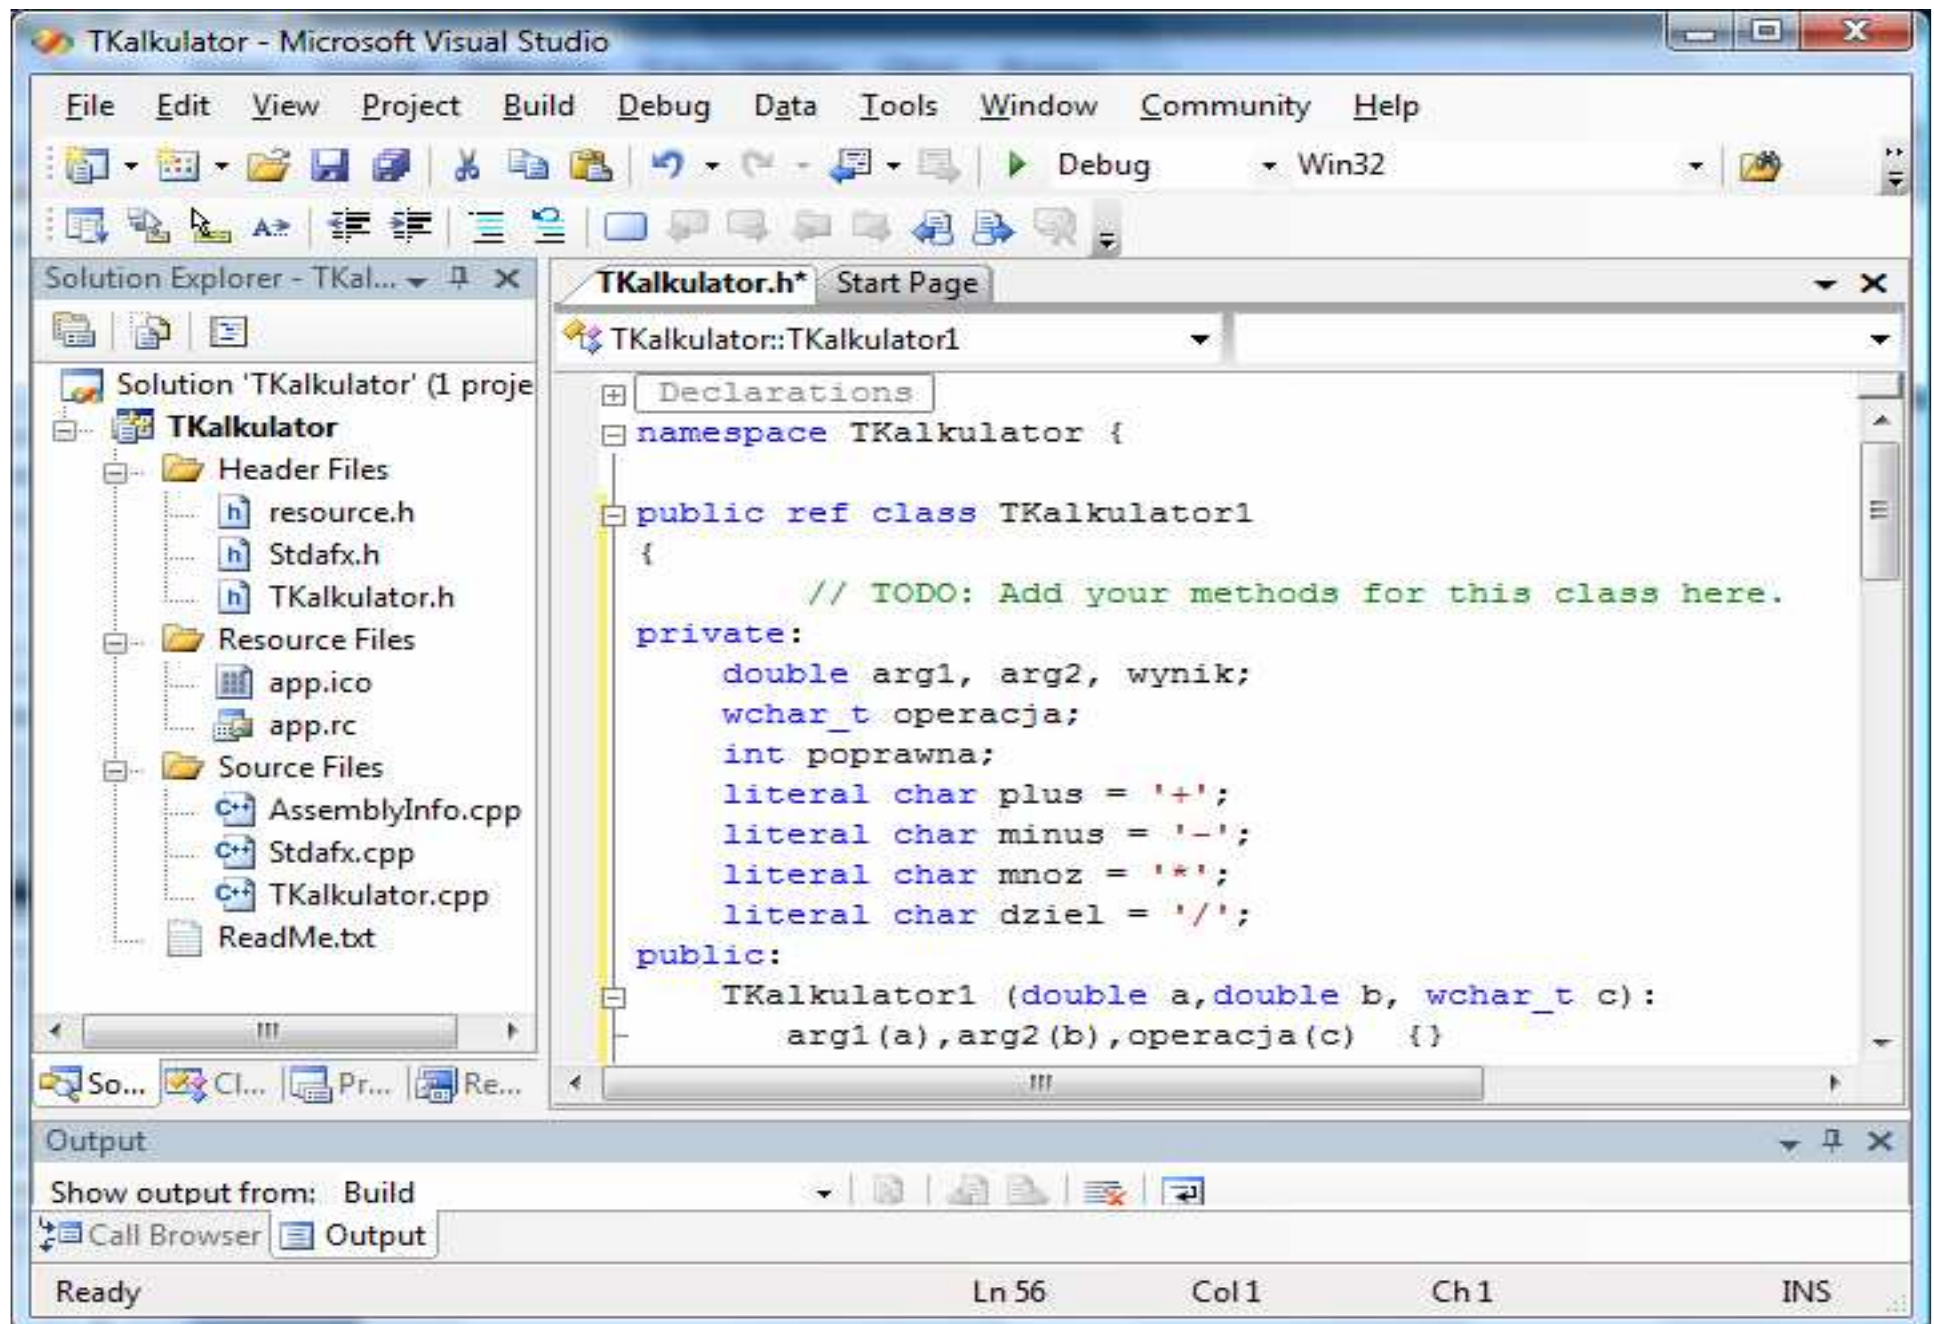 TKalkulator - Microsoft Visual Studio
File Edit View Project Build Debug Data Tools Window Community Help
Debug Win32
Solution Explorer - TKal...
Solution 'TKalkulator' (1 proje
TKalkulator
Header Files
resource.h
Stdafx.h
TKalkulator.h
Resource Files
app.ico
app.rc
Source Files
AssemblyInfo.cpp
Stdafx.cpp
TKalkulator.cpp
ReadMe.txt
So... Cl... Pr... Re...
TKalkulator.h* Start Page
TKalkulator::TKalkulator1
Declarations
namespace TKalkulator {
public ref class TKalkulator1
{
// TODO: Add your methods for this class here.
private:
double arg1, arg2, wynik;
wchar_t operacja;
int poprawna;
literal char plus = '+';
literal char minus = '-';
literal char mnoz = '*';
literal char dziel = '/';
public:
TKalkulator1 (double a,double b, wchar_t c):
arg1(a),arg2(b),operacja(c) {}
Output
Show output from: Build
Call Browser Output
Ready Ln 56 Col 1 Ch 1 INS